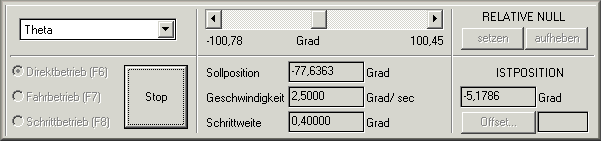 Theta
-100,78 Grad 100,45
RELATIVE NULL
setzen aufheben
Direktbetrieb (F6)
Fahrbetrieb (F7)
Schrittbetrieb (F8)
Stop
Sollposition -77,6363 Grad
Geschwindigkeit 2,5000 Grad/ sec
Schrittweite 0,40000 Grad
ISTPOSITION
-5,1786 Grad
Offset...